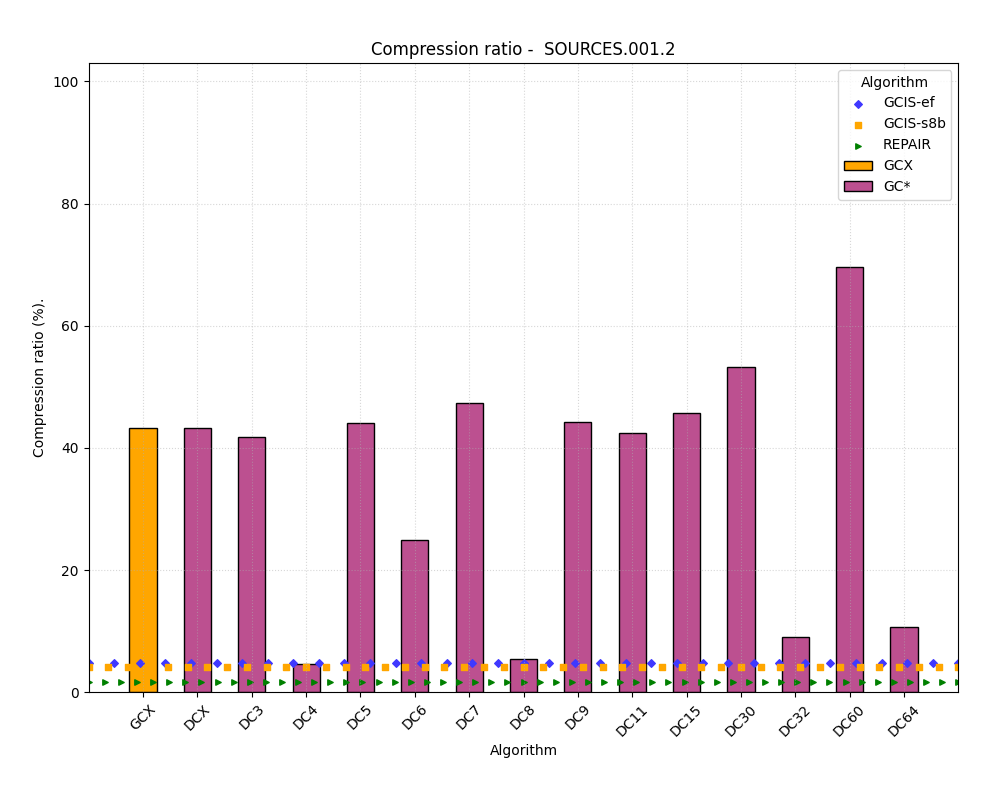 Compression ratio -  SOURCES.001.2
Algorithm
GCIS-ef
GCIS-s8b
REPAIR
GCX
GC*
Compression ratio (%).
100
80
60
40
20
0
GCX
DCX
DC3
DC4
DC5
DC6
DC7
DC8
DC9
DC11
DC15
DC30
DC32
DC60
DC64
Algorithm